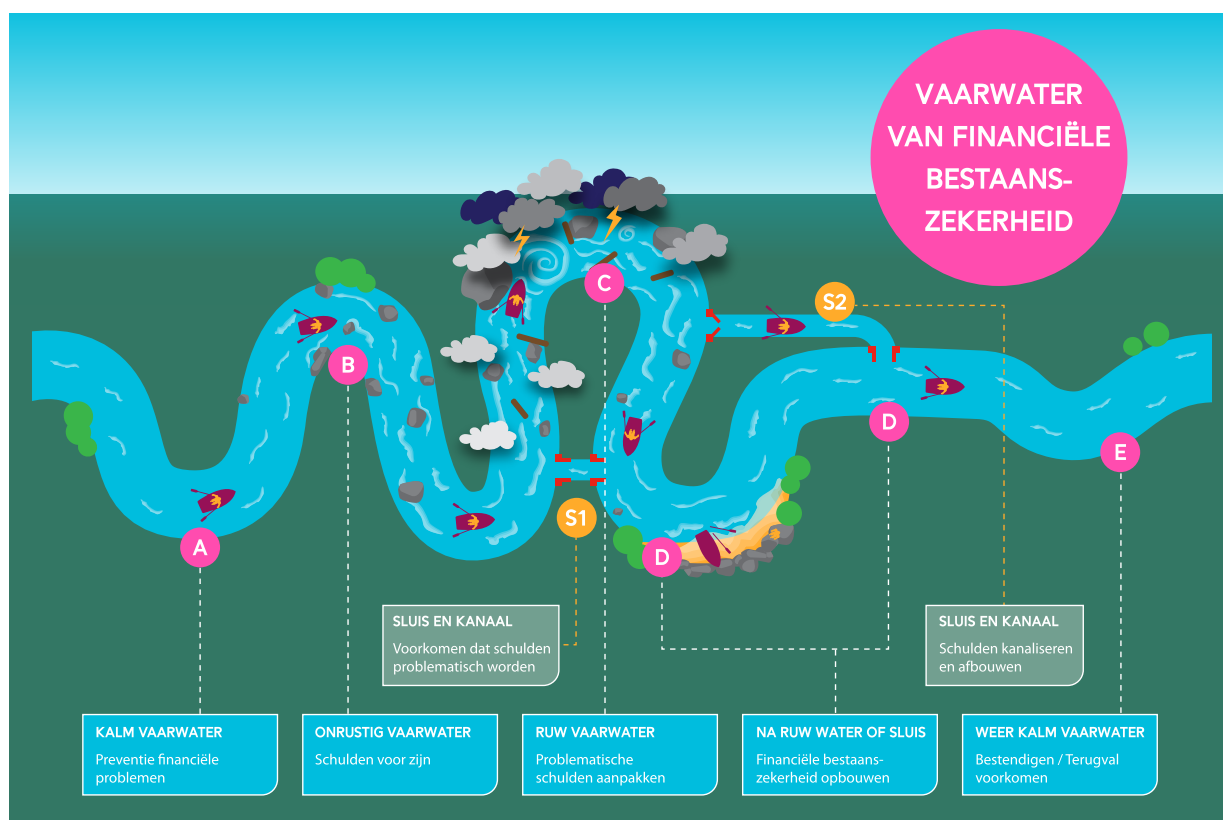 VAARWATER
VAN FINANCIËLE
BESTAANS-
ZEKERHEID
S2
C
B
D
E
S1
A
D
SLUIS EN KANAAL
Voorkomen dat schulden
problematisch worden
SLUIS EN KANAAL
Schulden kanaliseren
en afbouwen
KALM VAARWATER
Preventie financiële
problemen
ONRUSTIG VAARWATER
Schulden voor zijn
RUW VAARWATER
Problematische
schulden aanpakken
NA RUW WATER OF SLUIS
Financiële bestaans-
zekerheid opbouwen
WEER KALM VAARWATER
Bestendigen / Terugval
voorkomen